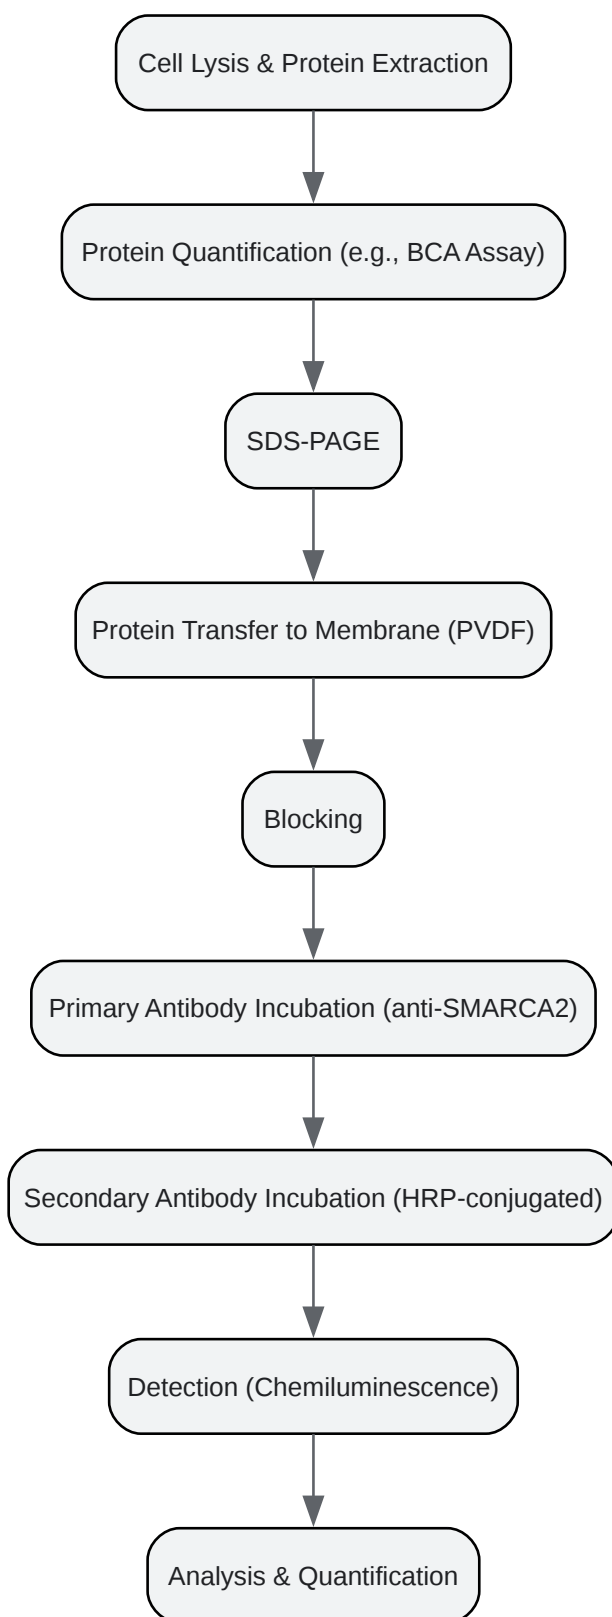 Cell Lysis & Protein Extraction
Protein Quantification (e.g., BCA Assay)
SDS-PAGE
Protein Transfer to Membrane (PVDF)
Blocking
Primary Antibody Incubation (anti-SMARCA2)
Secondary Antibody Incubation (HRP-conjugated)
Detection (Chemiluminescence)
Analysis & Quantification